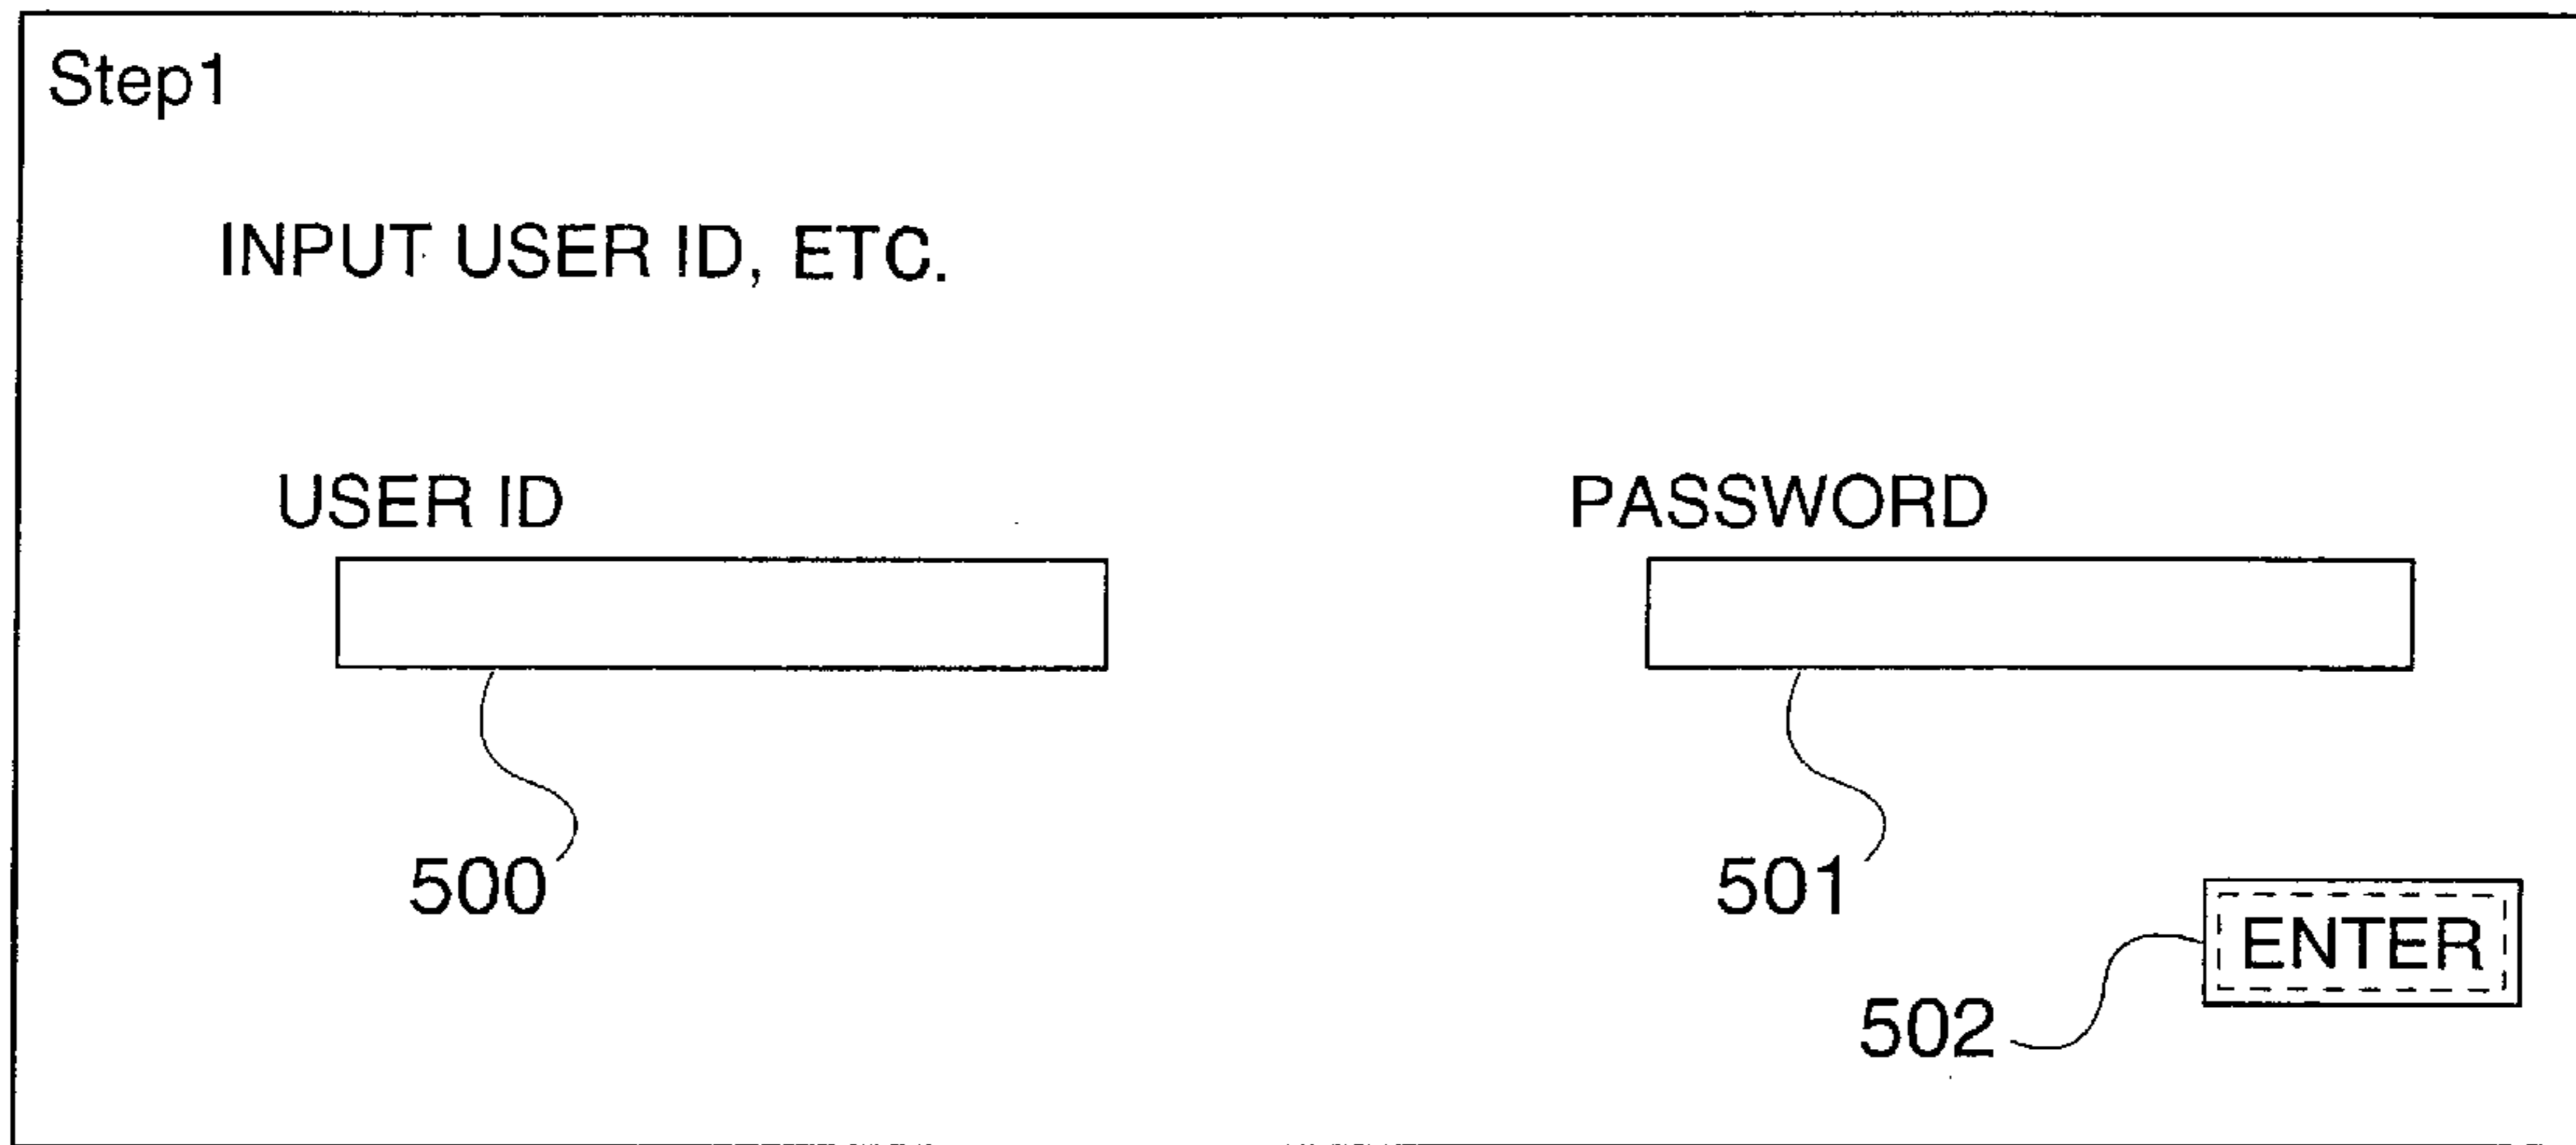 Step1
INPUT USER ID, ETC.
USER ID
PASSWORD
500
501
ENTER
502